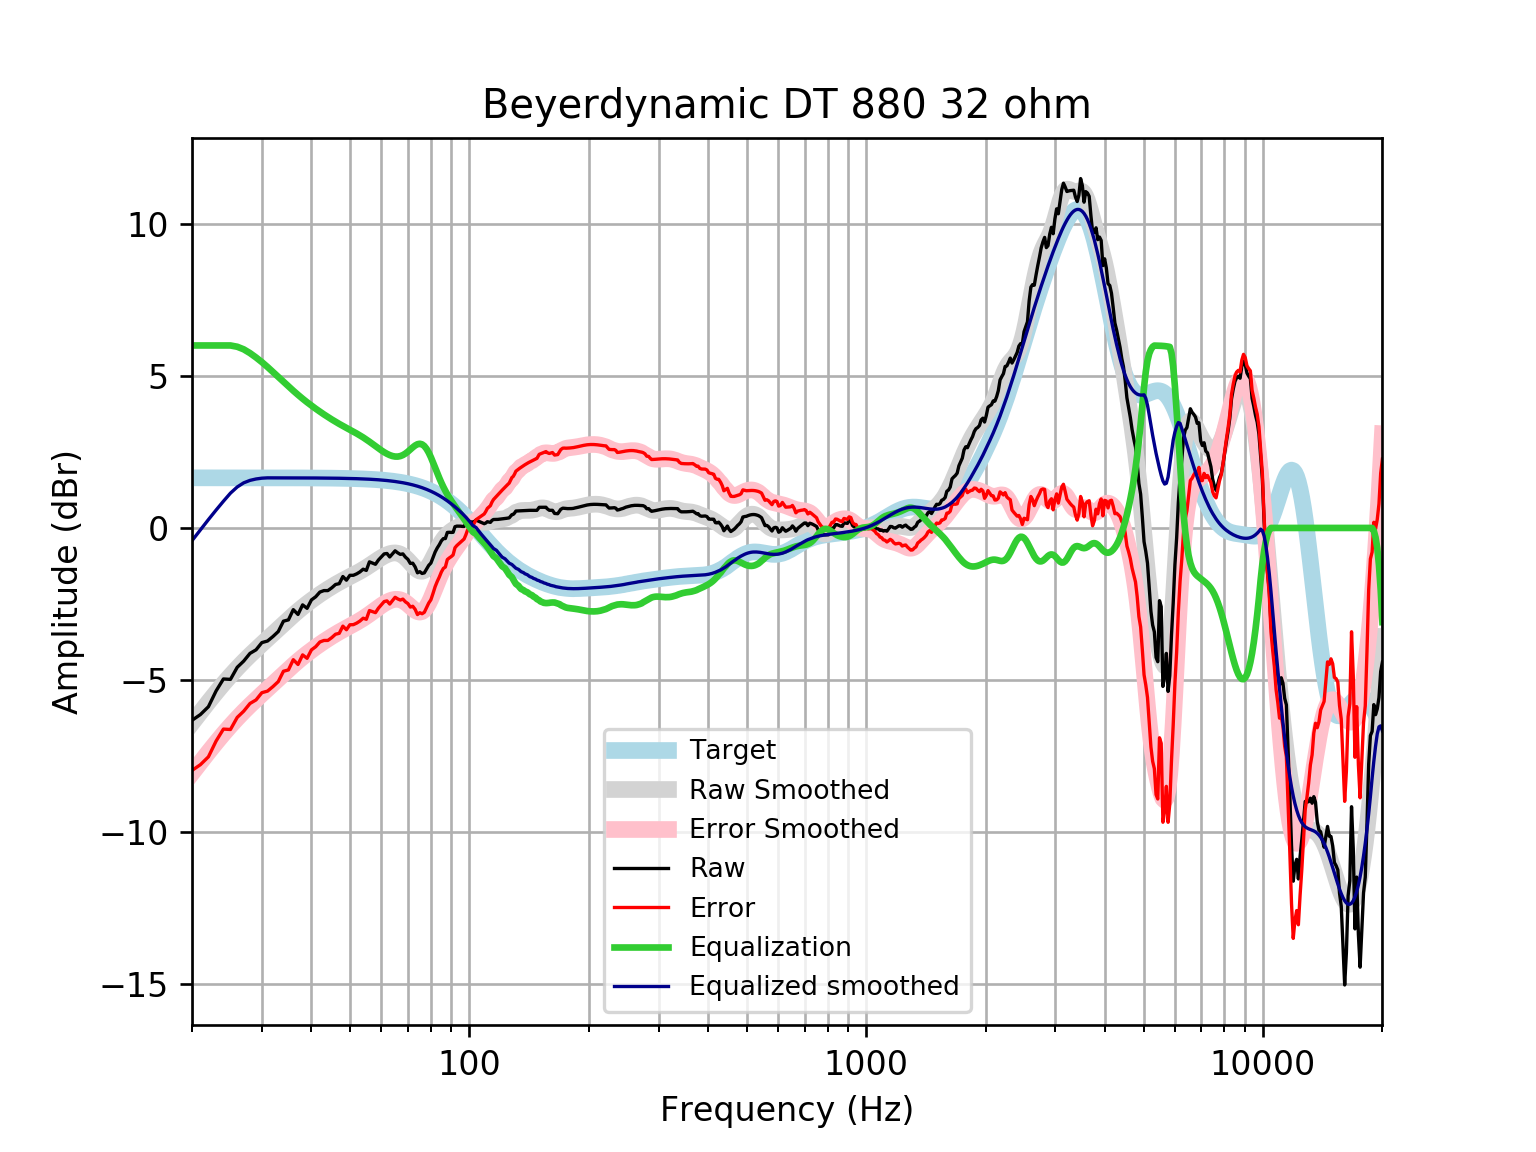 Beyerdynamic DT 880 32 ohm
Amplitude (dBr)
10
5
0
−5
−10
−15
Target
Raw Smoothed
Error Smoothed
Raw
Error
Equalization
Equalized smoothed
100 1000 10000
Frequency (Hz)